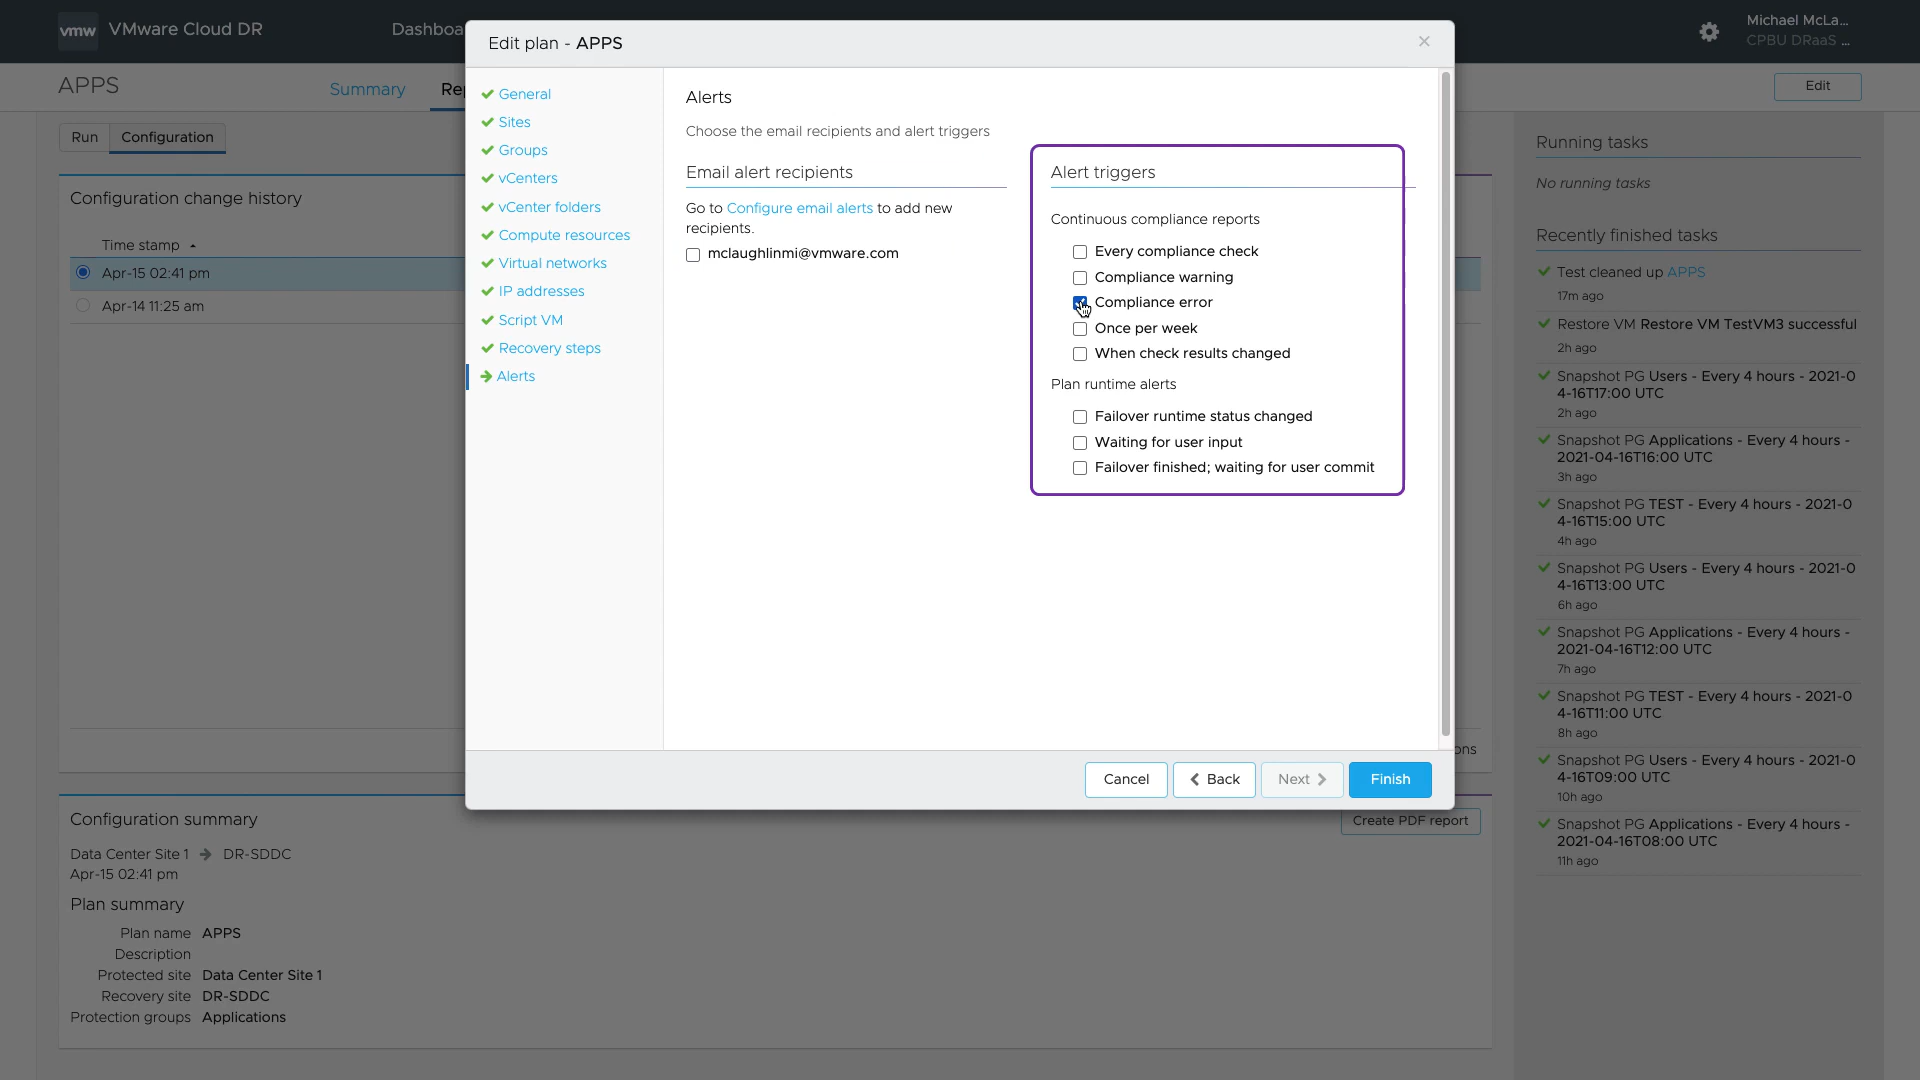 vmw VMware Cloud DR
Dashboa
Michael McLa...
CPBU DRaaS ...
APPS
Summary
Rep
Edit
Run
Configuration
Configuration change history
Time stamp
Apr-15 02:41 pm
Apr-14 11:25 am
ons
Configuration summary
Create PDF report
Data Center Site 1 → DR-SDDC
Apr-15 02:41 pm
Plan summary
Plan name APPS
Description
Protected site Data Center Site 1
Recovery site DR-SDDC
Protection groups Applications
Edit plan - APPS
General
Sites
Groups
vCenters
vCenter folders
Compute resources
Virtual networks
IP addresses
Script VM
Recovery steps
Alerts
Alerts
Choose the email recipients and alert triggers
Email alert recipients
Go to Configure email alerts to add new
recipients.
mclaughlinmi@vmware.com
Alert triggers
Continuous compliance reports
Every compliance check
Compliance warning
Compliance error
Once per week
When check results changed
Plan runtime alerts
Failover runtime status changed
Waiting for user input
Failover finished; waiting for user commit
Cancel
Back
Next
Finish
Running tasks
No running tasks
Recently finished tasks
Test cleaned up APPS
17m ago
Restore VM Restore VM TestVM3 successful
2h ago
Snapshot PG Users - Every 4 hours - 2021-0
4-16T17:00 UTC
2h ago
Snapshot PG Applications - Every 4 hours -
2021-04-16T16:00 UTC
3h ago
Snapshot PG TEST - Every 4 hours - 2021-0
4-16T15:00 UTC
4h ago
Snapshot PG Users - Every 4 hours - 2021-0
4-16T13:00 UTC
6h ago
Snapshot PG Applications - Every 4 hours -
2021-04-16T12:00 UTC
7h ago
Snapshot PG TEST - Every 4 hours - 2021-0
4-16T11:00 UTC
8h ago
Snapshot PG Users - Every 4 hours - 2021-0
4-16T09:00 UTC
10h ago
Snapshot PG Applications - Every 4 hours -
2021-04-16T08:00 UTC
11h ago